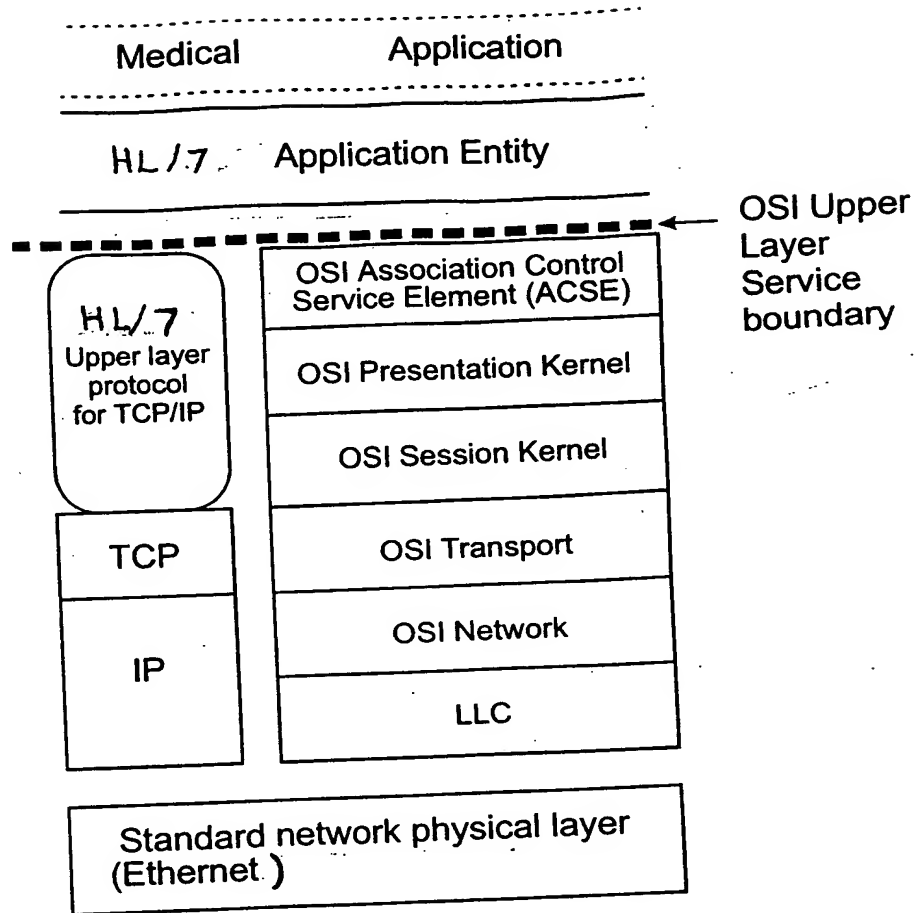 Medical Application
HL/7 Application Entity
OSI Upper
Layer
Service
boundary
HL/7
Upper layer
protocol
for TCP/IP
TCP
IP
OSI Association Control
Service Element (ACSE)
OSI Presentation Kernel
OSI Session Kernel
OSI Transport
OSI Network
LLC
Standard network physical layer
(Ethernet)